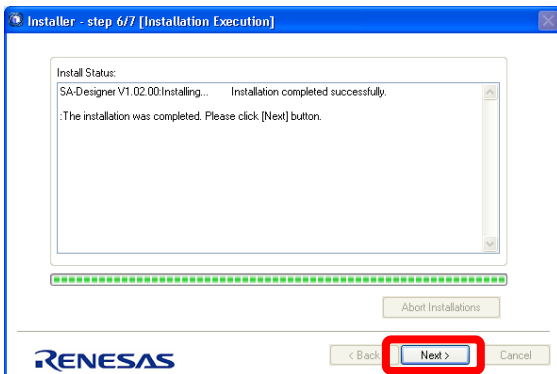 Installer - step 6/7 [Installation Execution]
Install Status:
SA-Designer V1.02.00:Installing... Installation completed successfully.
:The installation was completed. Please click [Next] button.
Abort Installations
RENESAS
< Back
Next >
Cancel